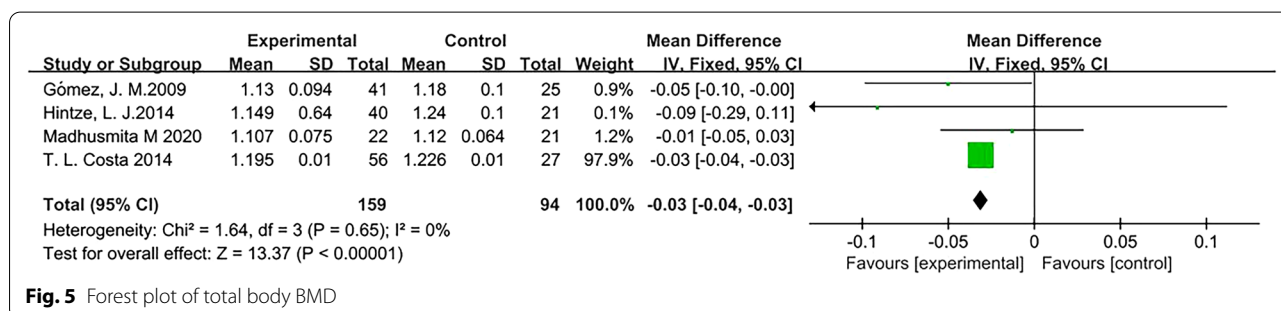 Experimental Control Mean Difference Mean Difference
Study or Subgroup Mean SD Total Mean SD Total Weight IV, Fixed, 95% CI IV, Fixed, 95% CI
Gómez, J. M.2009 1.13 0.094 41 1.18 0.1 25 0.9% -0.05 [-0.10, -0.00]
Hintze, L. J.2014 1.149 0.64 40 1.24 0.1 21 0.1% -0.09 [-0.29, 0.11]
Madhusmita M 2020 1.107 0.075 22 1.12 0.064 21 1.2% -0.01 [-0.05, 0.03]
T. L. Costa 2014 1.195 0.01 56 1.226 0.01 27 97.9% -0.03 [-0.04, -0.03]
Total (95% CI) 159 94 100.0% -0.03 [-0.04, -0.03]
Heterogeneity: Chi² = 1.64, df = 3 (P = 0.65); I² = 0%
Test for overall effect: Z = 13.37 (P < 0.00001)
-0.1 -0.05 0 0.05 0.1
Favours [experimental] Favours [control]
Fig. 5 Forest plot of total body BMD